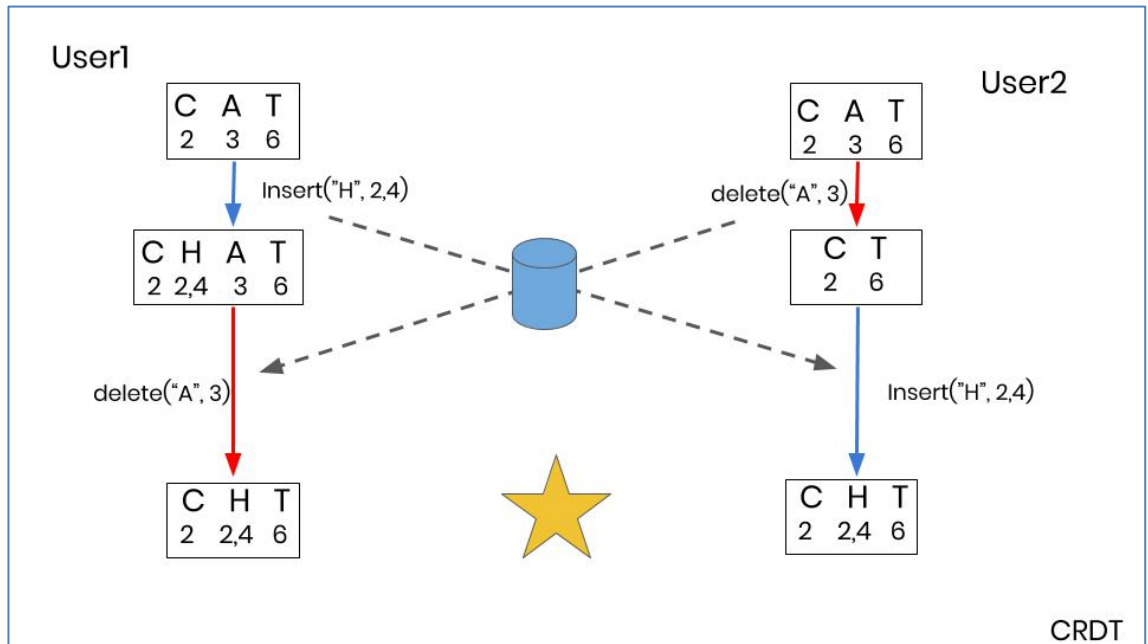 User1
User2
C A T
2 3 6
C A T
2 3 6
Insert(”H”, 2,4)
delete(“A”, 3)
C H A T
2 2,4 3 6
C T
2 6
delete(“A”, 3)
Insert(”H”, 2,4)
C H T
2 2,4 6
C H T
2 2,4 6
CRDT